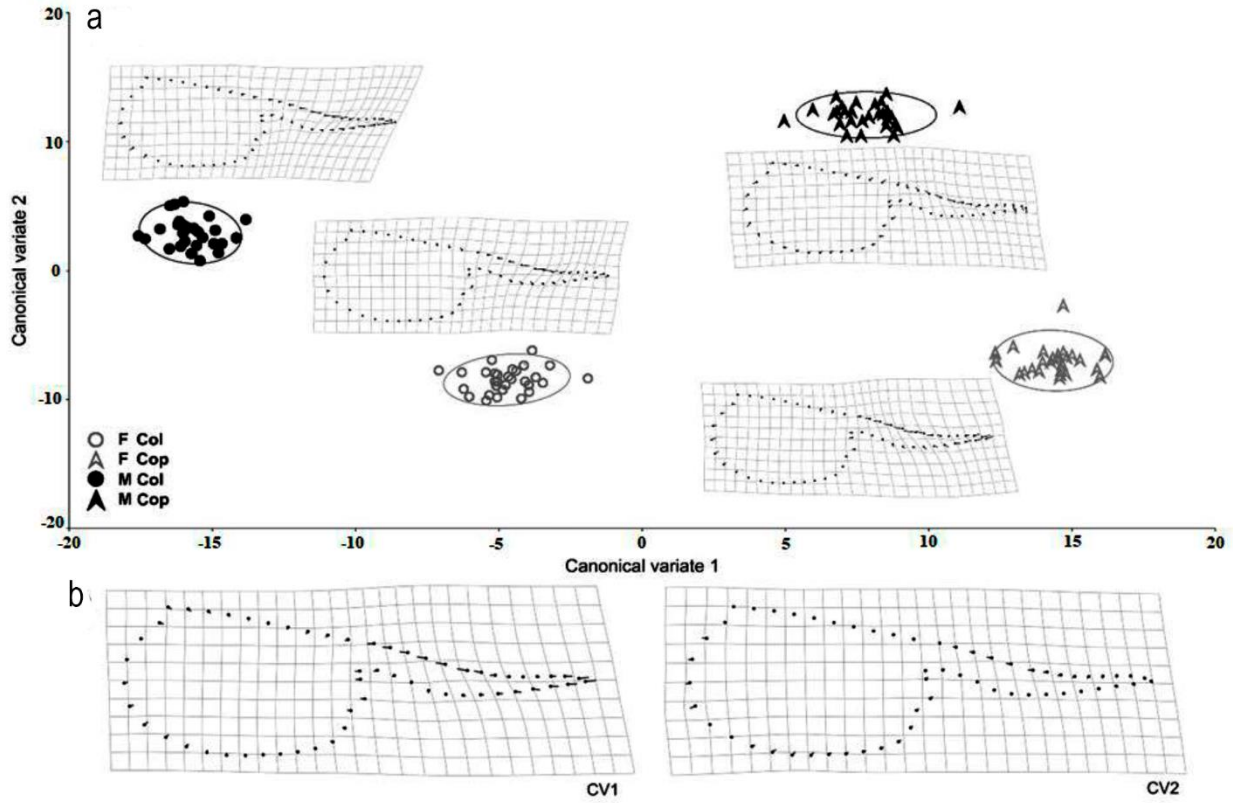 a
20
10
0
-10
-20
Canonical variate 2
F Col
F Cop
M Col
M Cop
-20 -15 -10 -5 0 5 10 15 20
Canonical variate 1
b
CV1
CV2